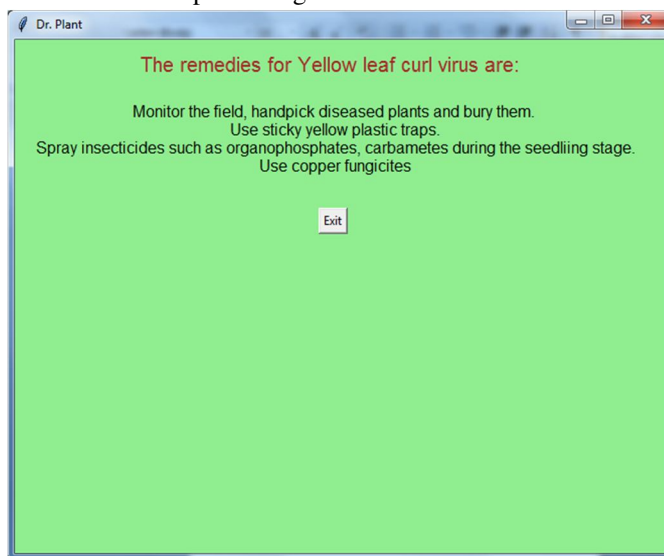 Dr. Plant
The remedies for Yellow leaf curl virus are:
Monitor the field, handpick diseased plants and bury them.
Use sticky yellow plastic traps.
Spray insecticides such as organophosphates, carbametes during the seedliing stage.
Use copper fungicites
Exit